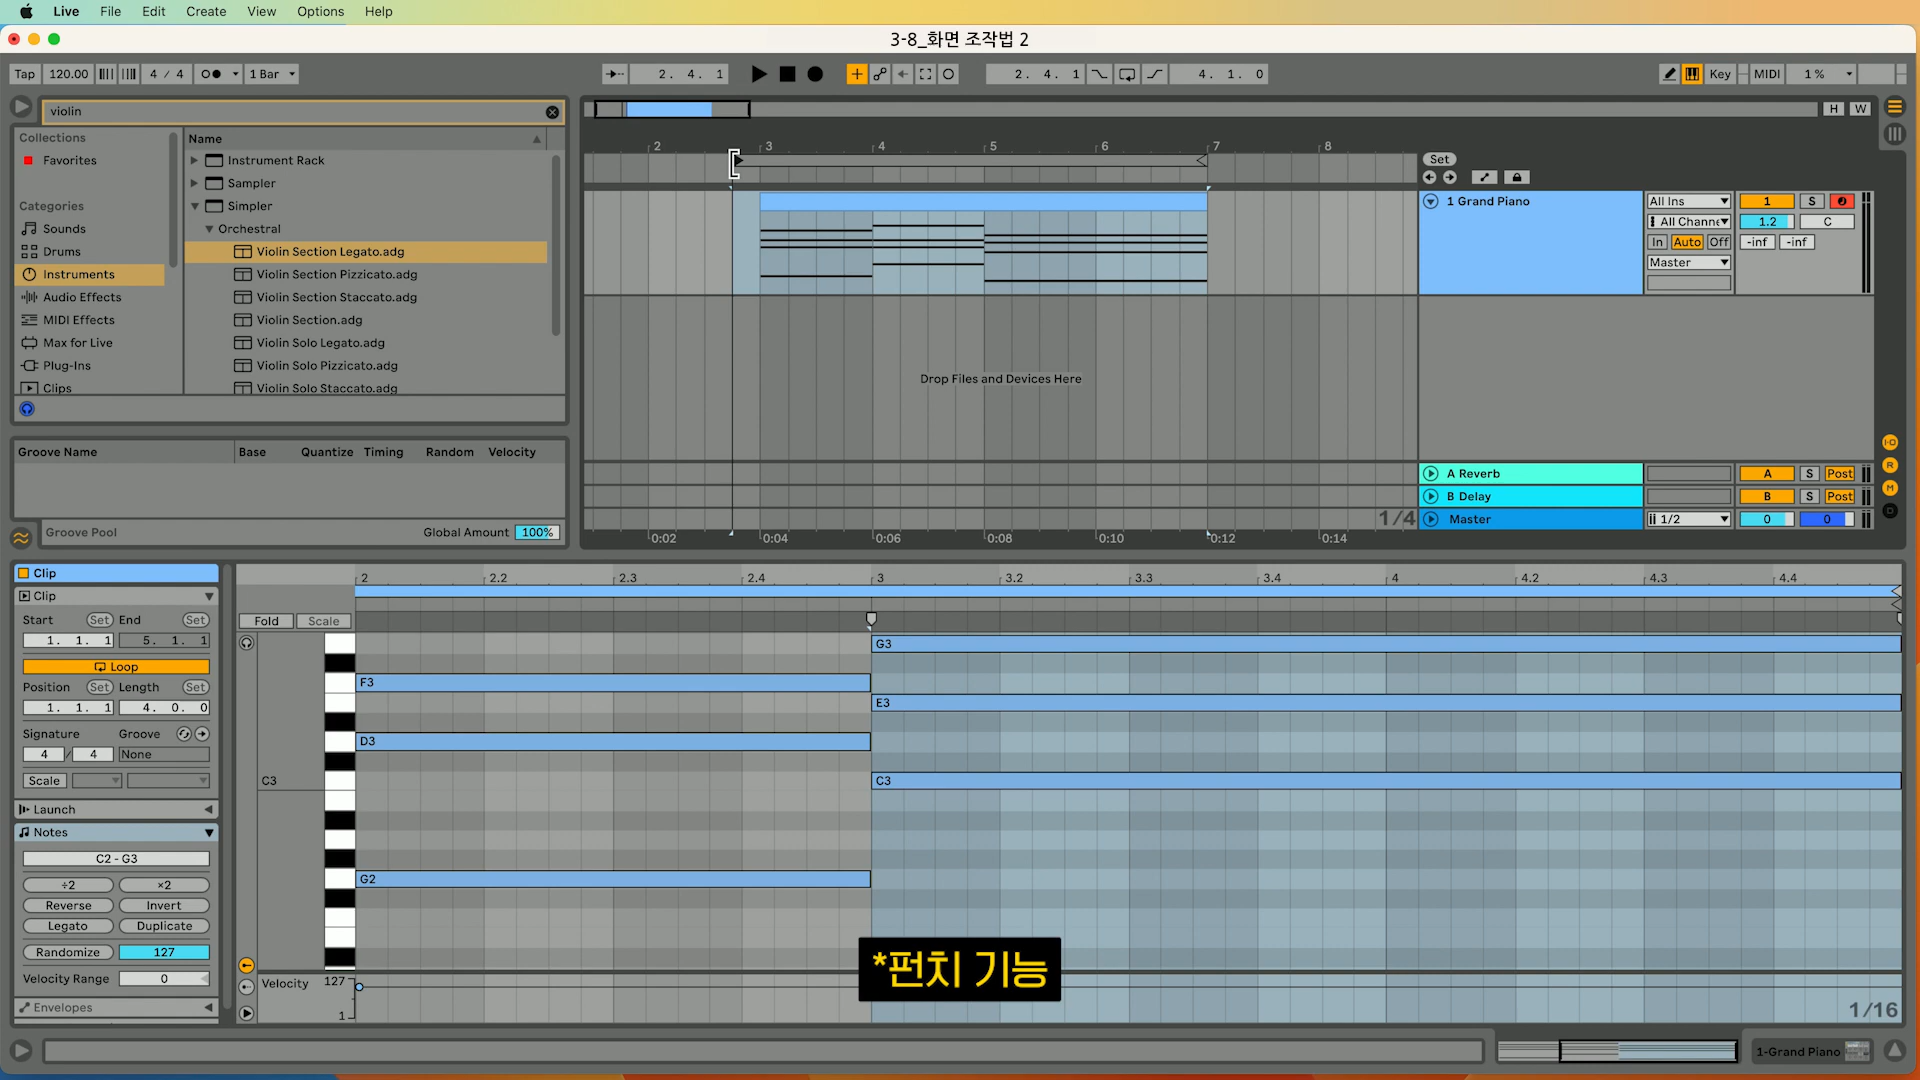 Live File Edit Create View Options Help
3-8_화면 조작법 2
Tap 120.00 4 / 4 1 Bar 2. 4. 1 2. 4. 1 4. 1. 0 Key MIDI 1 %
violin H W
Collections Name
Favorites Instrument Rack
Sampler
Categories Simpler
Sounds Orchestral
Drums Violin Section Legato.adg
Instruments Violin Section Pizzicato.adg
Audio Effects Violin Section Staccato.adg
MIDI Effects Violin Section.adg
Max for Live Violin Solo Legato.adg
Plug-Ins Violin Solo Pizzicato.adg
Clips Violin Solo Staccato.adg
2 3 4 5 6 7 8
Set
1 Grand Piano All Ins 1 S
All Channe 1.2 C
In Auto Off -inf -inf
Master
Drop Files and Devices Here
A Reverb A S Post
B Delay B S Post
1/4 Master 1/2 0 0
0:02 0:04 0:06 0:08 0:10 0:12 0:14
I·O
R
M
D
Groove Name Base Quantize Timing Random Velocity
Groove Pool Global Amount 100%
Clip
Clip
Start Set End Set
1. 1. 1 5. 1. 1
Loop
Position Set Length Set
1. 1. 1 4. 0. 0
Signature Groove
4 / 4 None
Scale
Launch
Notes
C2 - G3
÷2 ×2
Reverse Invert
Legato Duplicate
Randomize 127
Velocity Range 0
Envelopes
2 2.2 2.3 2.4 3 3.2 3.3 3.4 4 4.2 4.3 4.4
Fold Scale
G3
F3
E3
D3
C3 C3
G2
*펀치 기능
Velocity 127
1
1/16
1-Grand Piano